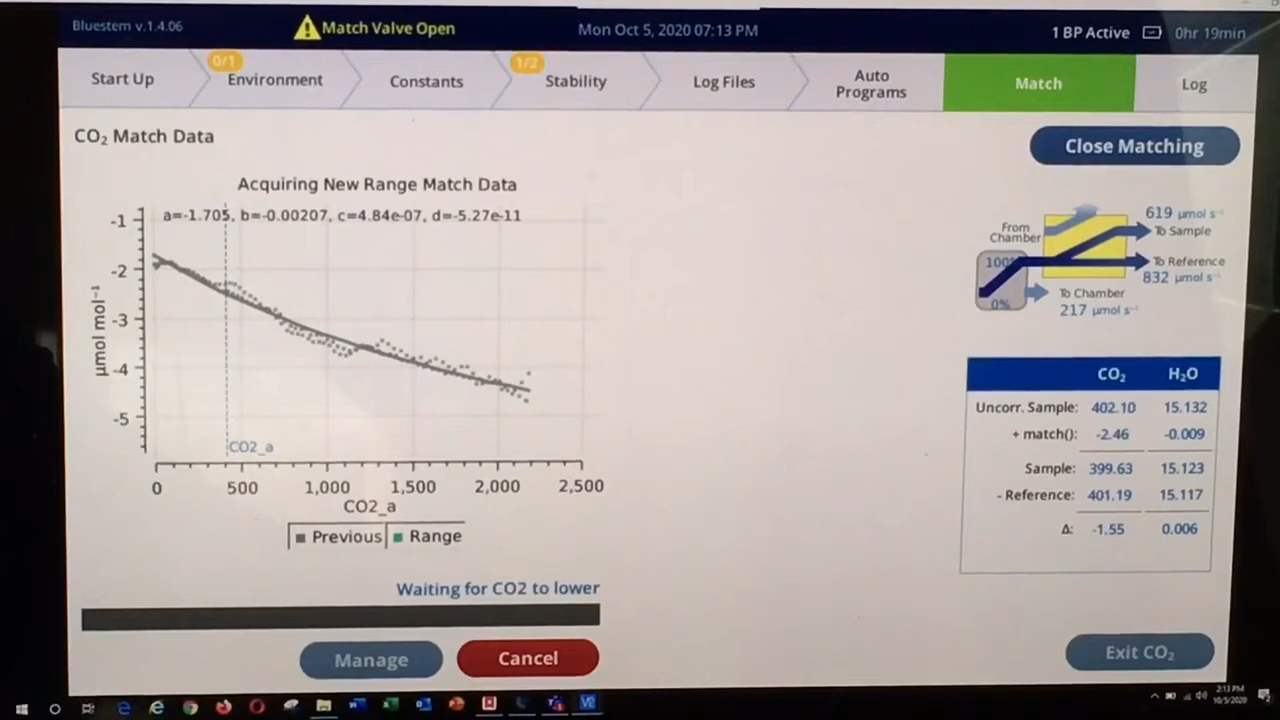 Bluestem v.1.4.06
Match Valve Open
Mon Oct 5, 2020 07:13 PM
1 BP Active
0hr 19min
Start Up
0/1
Environment
Constants
1/2
Stability
Log Files
Auto
Programs
Match
Log
CO₂ Match Data
Close Matching
Acquiring New Range Match Data
a=-1.705, b=-0.00207, c=4.84e-07, d=-5.27e-11
-1
-2
-3
-4
-5
µmol mol⁻¹
CO2_a
0
500
1,000
1,500
2,000
2,500
CO2_a
Previous
Range
Waiting for CO2 to lower
Manage
Cancel
619 µmol s⁻¹
From
Chamber
To Sample
100%
To Reference
832 µmol s⁻¹
0%
To Chamber
217 µmol s⁻¹
CO₂ H₂O
Uncorr. Sample: 402.10 15.132
+ match(): -2.46 -0.009
Sample: 399.63 15.123
- Reference: 401.19 15.117
Δ: -1.55 0.006
Exit CO₂
2:13 PM
10/5/2020